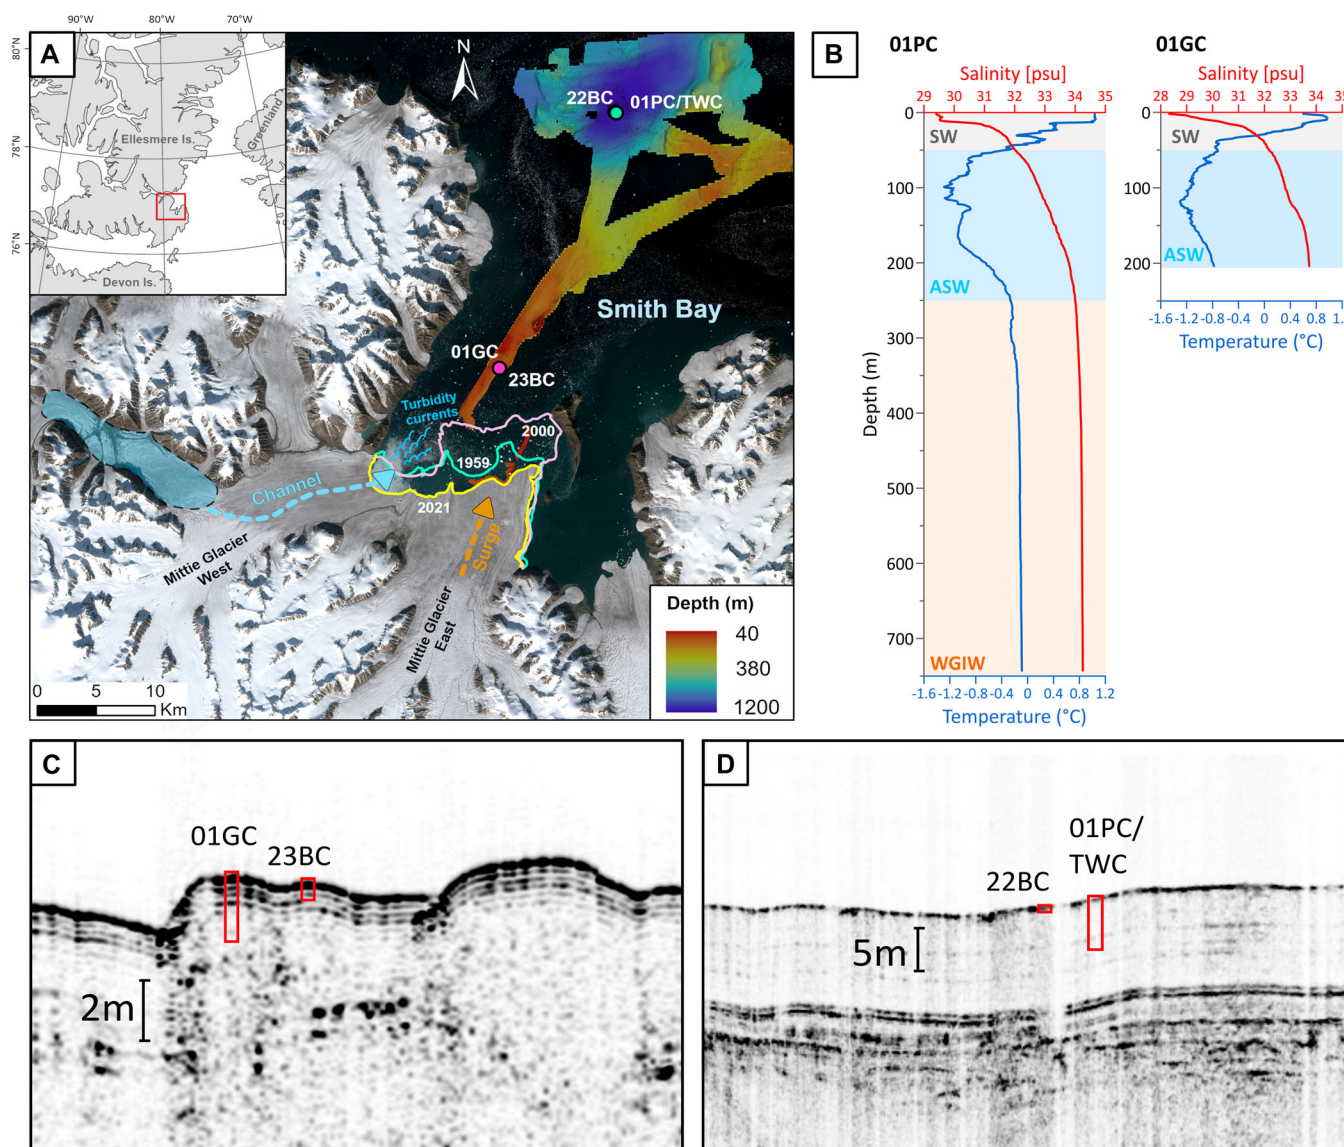 90°W 80°W 70°W
80°N
78°N
76°N
A
Ellesmere Is.
Greenland
Devon Is.
N
22BC 01PC/TWC
Smith Bay
01GC
23BC
Turbidity
currents
2000
1959
2021
Channel
Surge
Mittie Glacier
West
Mittie Glacier
East
0 5 10
Km
Depth (m)
40
380
1200
B
01PC
Salinity [psu]
29 30 31 32 33 34 35
0
100
200
300
400
500
600
700
Depth (m)
SW
ASW
WGIW
-1.6 -1.2 -0.8 -0.4 0 0.4 0.8 1.2
Temperature (°C)
01GC
Salinity [psu]
28 29 30 31 32 33 34
0
100
200
SW
ASW
-1.6 -1.2 -0.8 -0.4 0 0.4 0.8
Temperature (°C)
C
01GC
23BC
2m
D
22BC
01PC/
TWC
5m